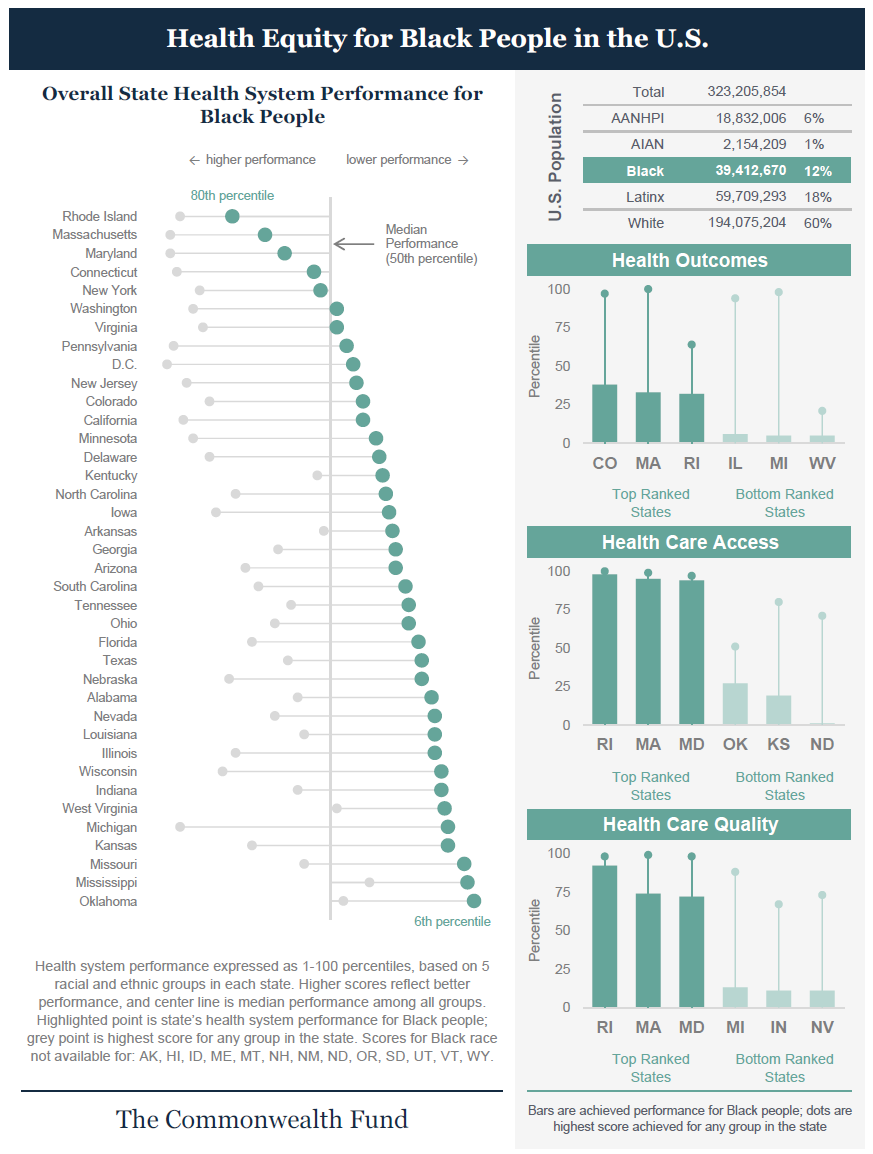 Health Equity for Black People in the U.S.
Overall State Health System Performance for
Black People
← higher performance
lower performance →
80th percentile
Median
Performance
(50th percentile)
Rhode Island
Massachusetts
Maryland
Connecticut
New York
Washington
Virginia
Pennsylvania
D.C.
New Jersey
Colorado
California
Minnesota
Delaware
Kentucky
North Carolina
Iowa
Arkansas
Georgia
Arizona
South Carolina
Tennessee
Ohio
Florida
Texas
Nebraska
Alabama
Nevada
Louisiana
Illinois
Wisconsin
Indiana
West Virginia
Michigan
Kansas
Missouri
Mississippi
Oklahoma
6th percentile
Health system performance expressed as 1-100 percentiles, based on 5
racial and ethnic groups in each state. Higher scores reflect better
performance, and center line is median performance among all groups.
Highlighted point is state's health system performance for Black people;
grey point is highest score for any group in the state. Scores for Black race
not available for: AK, HI, ID, ME, MT, NH, NM, ND, OR, SD, UT, VT, WY.
The Commonwealth Fund
U.S. Population
Total 323,205,854
AANHPI 18,832,006 6%
AIAN 2,154,209 1%
Black 39,412,670 12%
Latinx 59,709,293 18%
White 194,075,204 60%
Health Outcomes
Percentile
100
75
50
25
0
CO MA RI IL MI WV
Top Ranked
States
Bottom Ranked
States
Health Care Access
Percentile
100
75
50
25
0
RI MA MD OK KS ND
Top Ranked
States
Bottom Ranked
States
Health Care Quality
Percentile
100
75
50
25
0
RI MA MD MI IN NV
Top Ranked
States
Bottom Ranked
States
Bars are achieved performance for Black people; dots are
highest score achieved for any group in the state